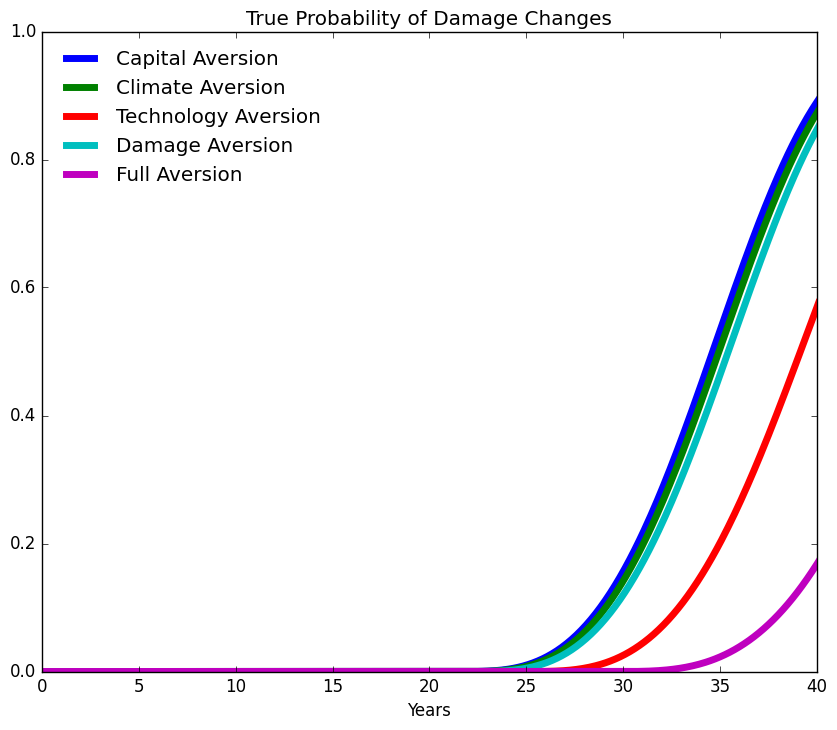 True Probability of Damage Changes
1.0
Capital Aversion
Climate Aversion
Technology Aversion
Damage Aversion
Full Aversion
0.8
0.6
0.4
0.2
0.0
0 5 10 15 20 25 30 35 40
Years